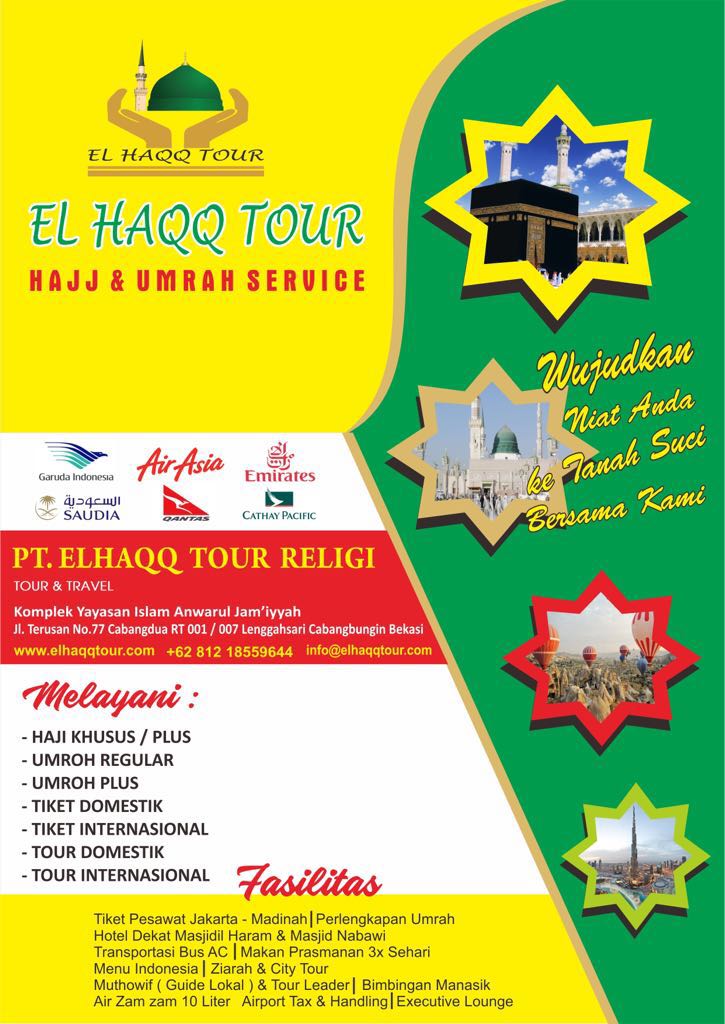 EL HAQQ TOUR
EL HAQQ TOUR
HAJJ & UMRAH SERVICE
Wujudkan
Niat Anda
ke Tanah Suci
Bersama Kami
Garuda Indonesia
AirAsia
Emirates
السعودية
SAUDIA
QANTAS
CATHAY PACIFIC
PT. ELHAQQ TOUR RELIGI
TOUR & TRAVEL
Komplek Yayasan Islam Anwarul Jam'iyyah
Jl. Terusan No.77 Cabangdua RT 001 / 007 Lenggahsari Cabangbungin Bekasi
www.elhaqqtour.com +62 812 18559644 info@elhaqqtour.com
Melayani :
- HAJI KHUSUS / PLUS
- UMROH REGULAR
- UMROH PLUS
- TIKET DOMESTIK
- TIKET INTERNASIONAL
- TOUR DOMESTIK
- TOUR INTERNASIONAL
Fasilitas
Tiket Pesawat Jakarta - Madinah | Perlengkapan Umrah
Hotel Dekat Masjidil Haram & Masjid Nabawi
Transportasi Bus AC | Makan Prasmanan 3x Sehari
Menu Indonesia | Ziarah & City Tour
Muthowif ( Guide Lokal ) & Tour Leader | Bimbingan Manasik
Air Zam zam 10 Liter Airport Tax & Handling | Executive Lounge